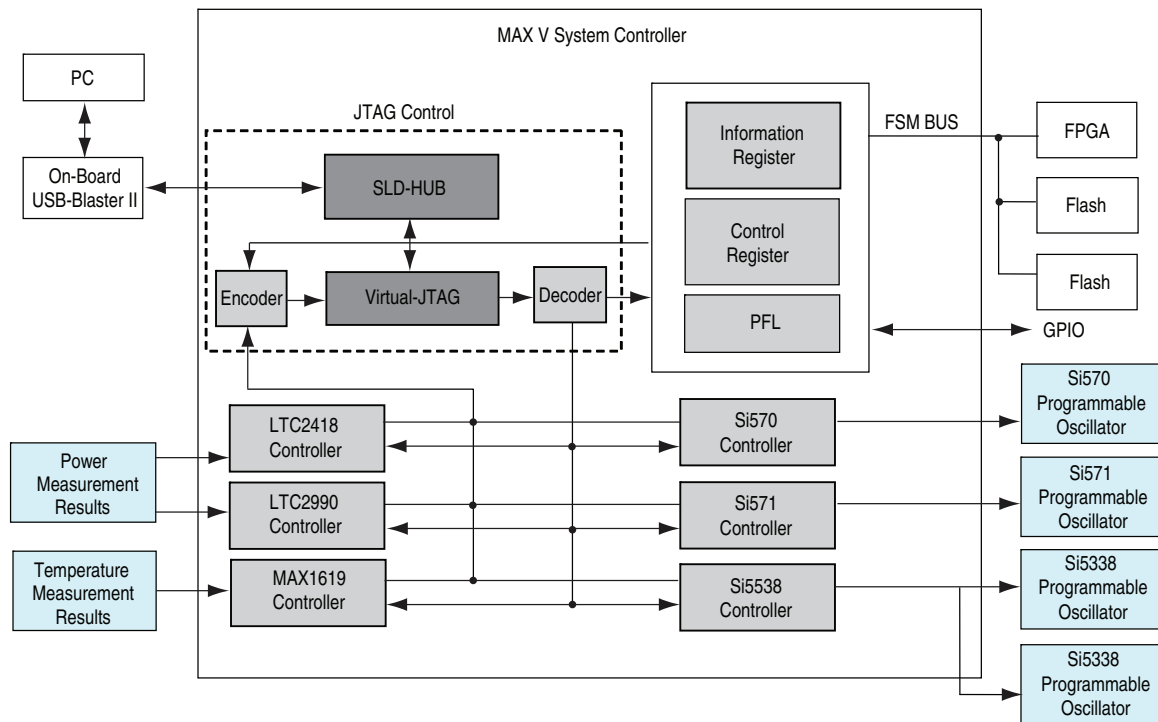 MAX V System Controller
PC
On-Board
USB-Blaster II
JTAG Control
SLD-HUB
Encoder
Virtual-JTAG
Decoder
Information
Register
Control
Register
PFL
FSM BUS
FPGA
Flash
Flash
GPIO
Power
Measurement
Results
Temperature
Measurement
Results
LTC2418
Controller
LTC2990
Controller
MAX1619
Controller
Si570
Controller
Si571
Controller
Si5538
Controller
Si570
Programmable
Oscillator
Si571
Programmable
Oscillator
Si5338
Programmable
Oscillator
Si5338
Programmable
Oscillator